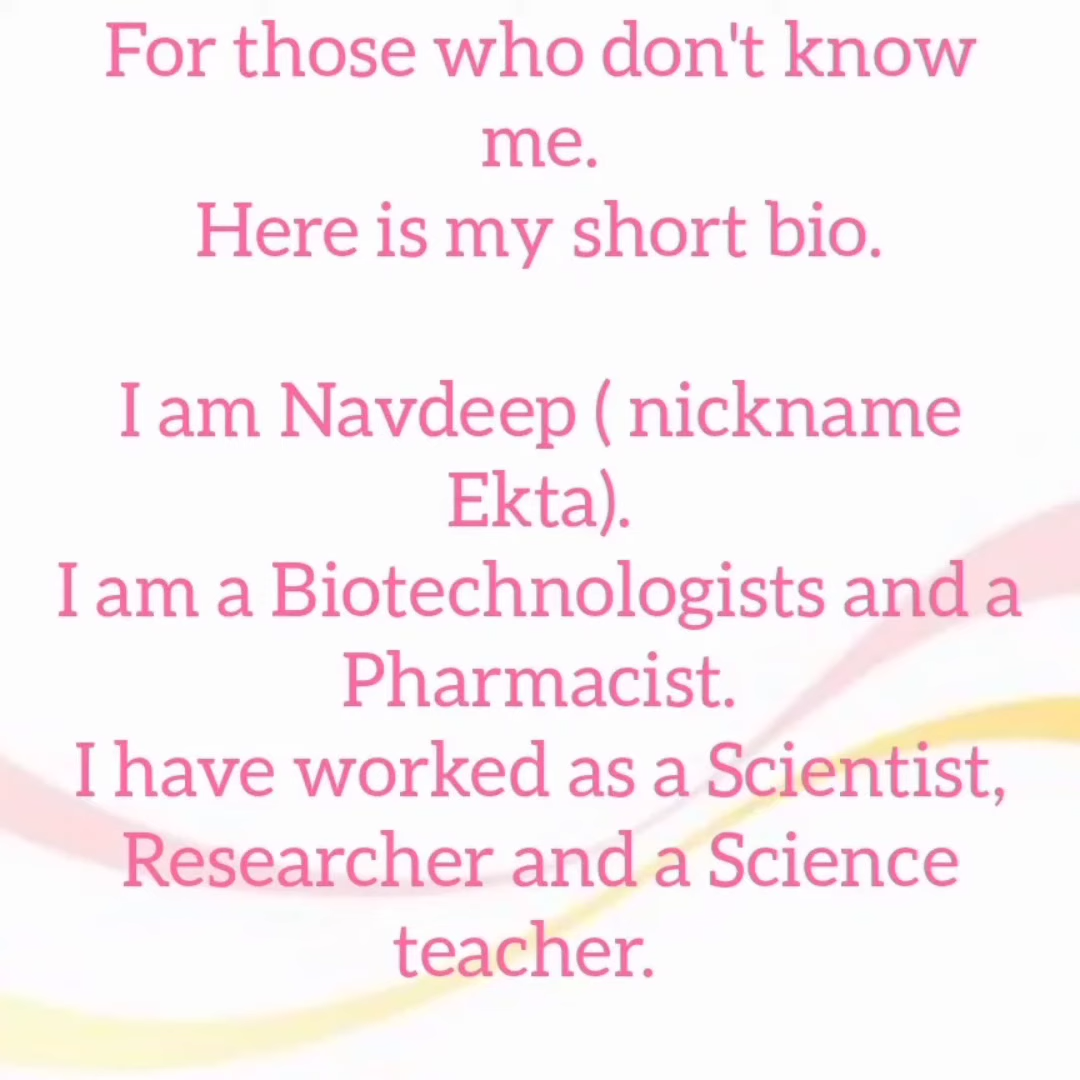 For those who don't know
me.
Here is my short bio.
I am Navdeep ( nickname
Ekta).
I am a Biotechnologists and a
Pharmacist.
I have worked as a Scientist,
Researcher and a Science
teacher.